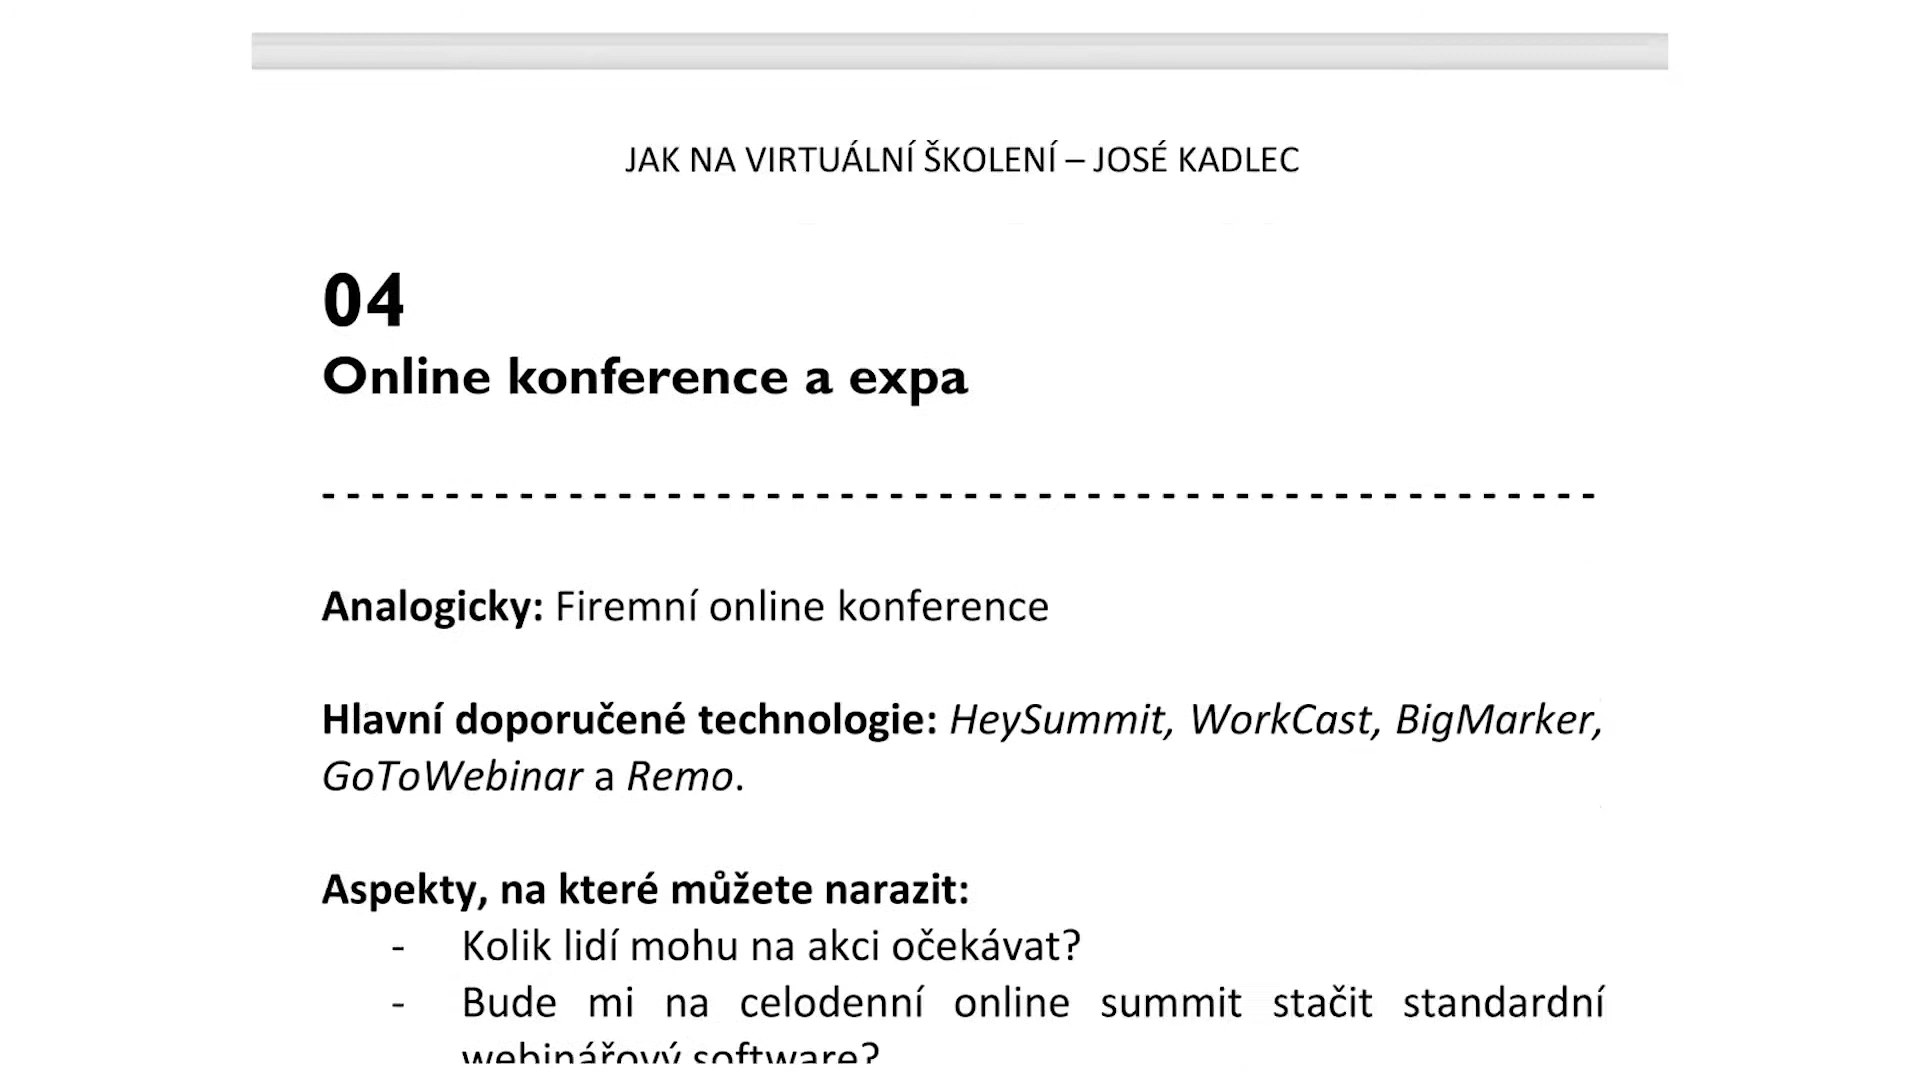 JAK NA VIRTUÁLNÍ ŠKOLENÍ – JOSÉ KADLEC
04
Online konference a expa
- - - - - - - - - - - - - - - - - - - - - - - - - - - - - - - - - - - - - - - - - - - - - - - - - - - -
Analogicky: Firemní online konference
Hlavní doporučené technologie: HeySummit, WorkCast, BigMarker,
GoToWebinar a Remo.
Aspekty, na které můžete narazit:
- Kolik lidí mohu na akci očekávat?
- Bude mi na celodenní online summit stačit standardní
webinářový software?